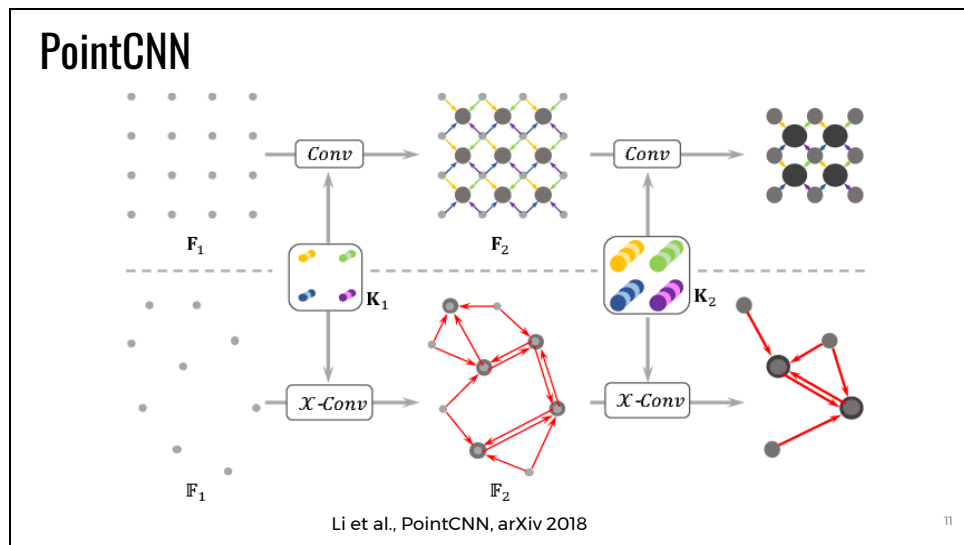 PointCNN
Conv
Conv
F₁
F₂
K₁
K₂
𝒳-Conv
𝒳-Conv
𝔽₁
𝔽₂
Li et al., PointCNN, arXiv 2018
11